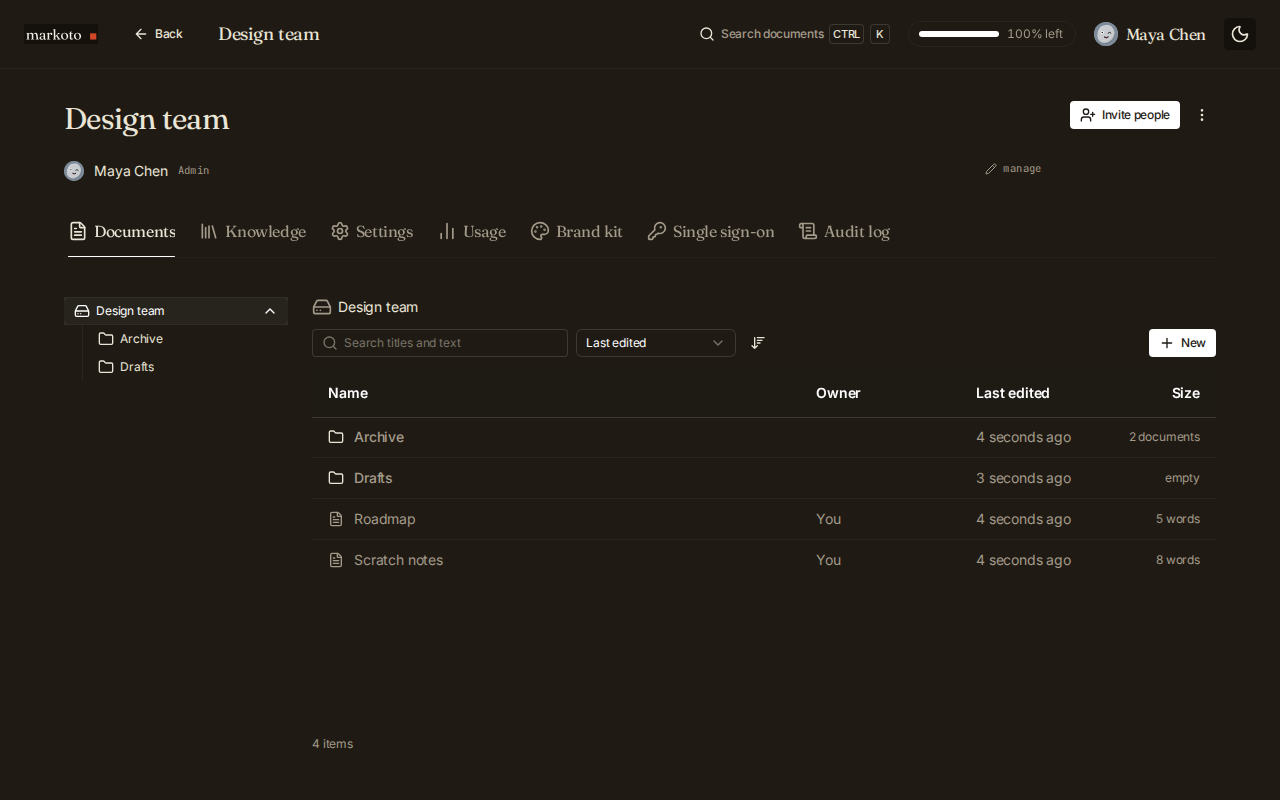 markoto
Back
Design team
Search documents CTRL K
100% left
Maya Chen
Design team
Invite people
Maya Chen Admin
manage
Documents
Knowledge
Settings
Usage
Brand kit
Single sign-on
Audit log
Design team
Archive
Drafts
Design team
Search titles and text
Last edited
New
Name Owner Last edited Size
Archive 4 seconds ago 2 documents
Drafts 3 seconds ago empty
Roadmap You 4 seconds ago 5 words
Scratch notes You 4 seconds ago 8 words
4 items